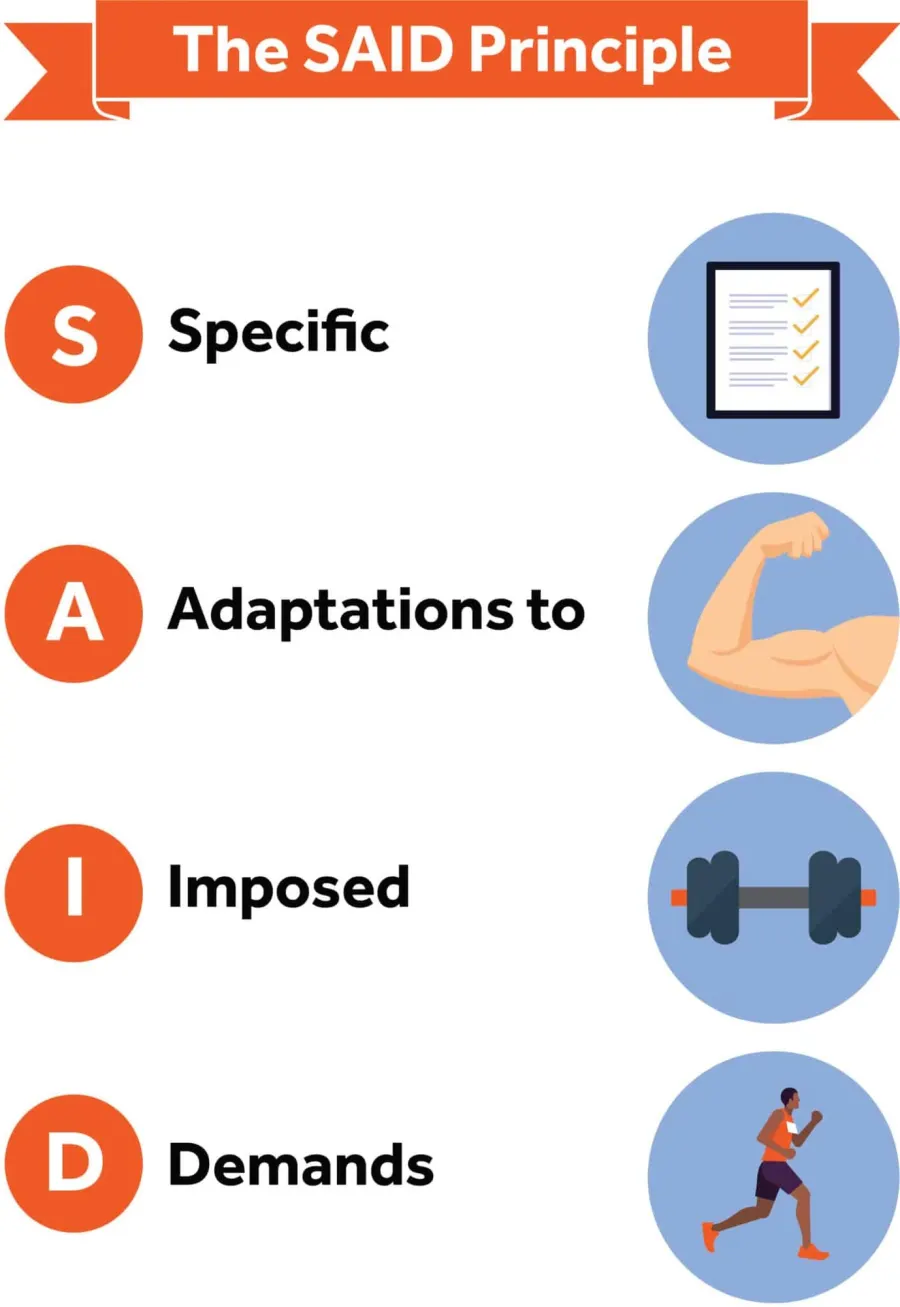 The SAID Principle
S Specific
A Adaptations to
I Imposed
D Demands